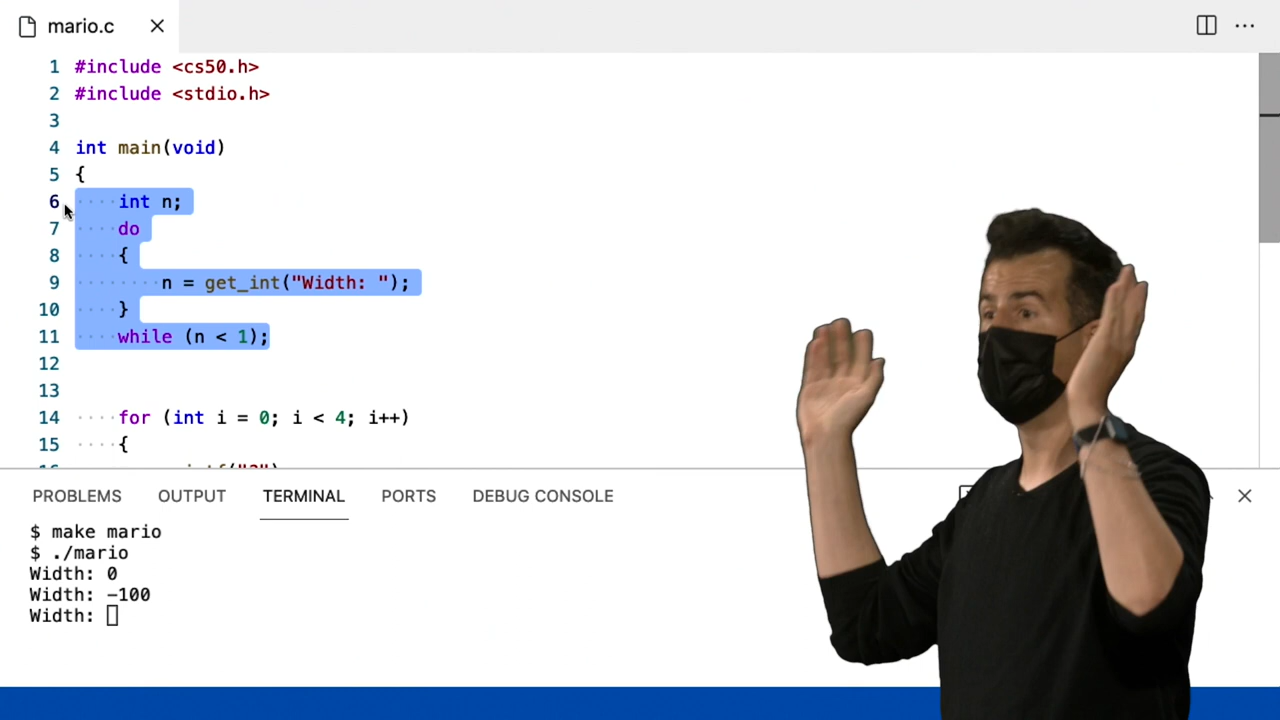 mario.c
1 #include <cs50.h>
2 #include <stdio.h>
3
4 int main(void)
5 {
6 int n;
7 do
8 {
9 n = get_int("Width: ");
10 }
11 while (n < 1);
12
13
14 for (int i = 0; i < 4; i++)
15 {
PROBLEMS OUTPUT TERMINAL PORTS DEBUG CONSOLE
$ make mario
$ ./mario
Width: 0
Width: -100
Width: